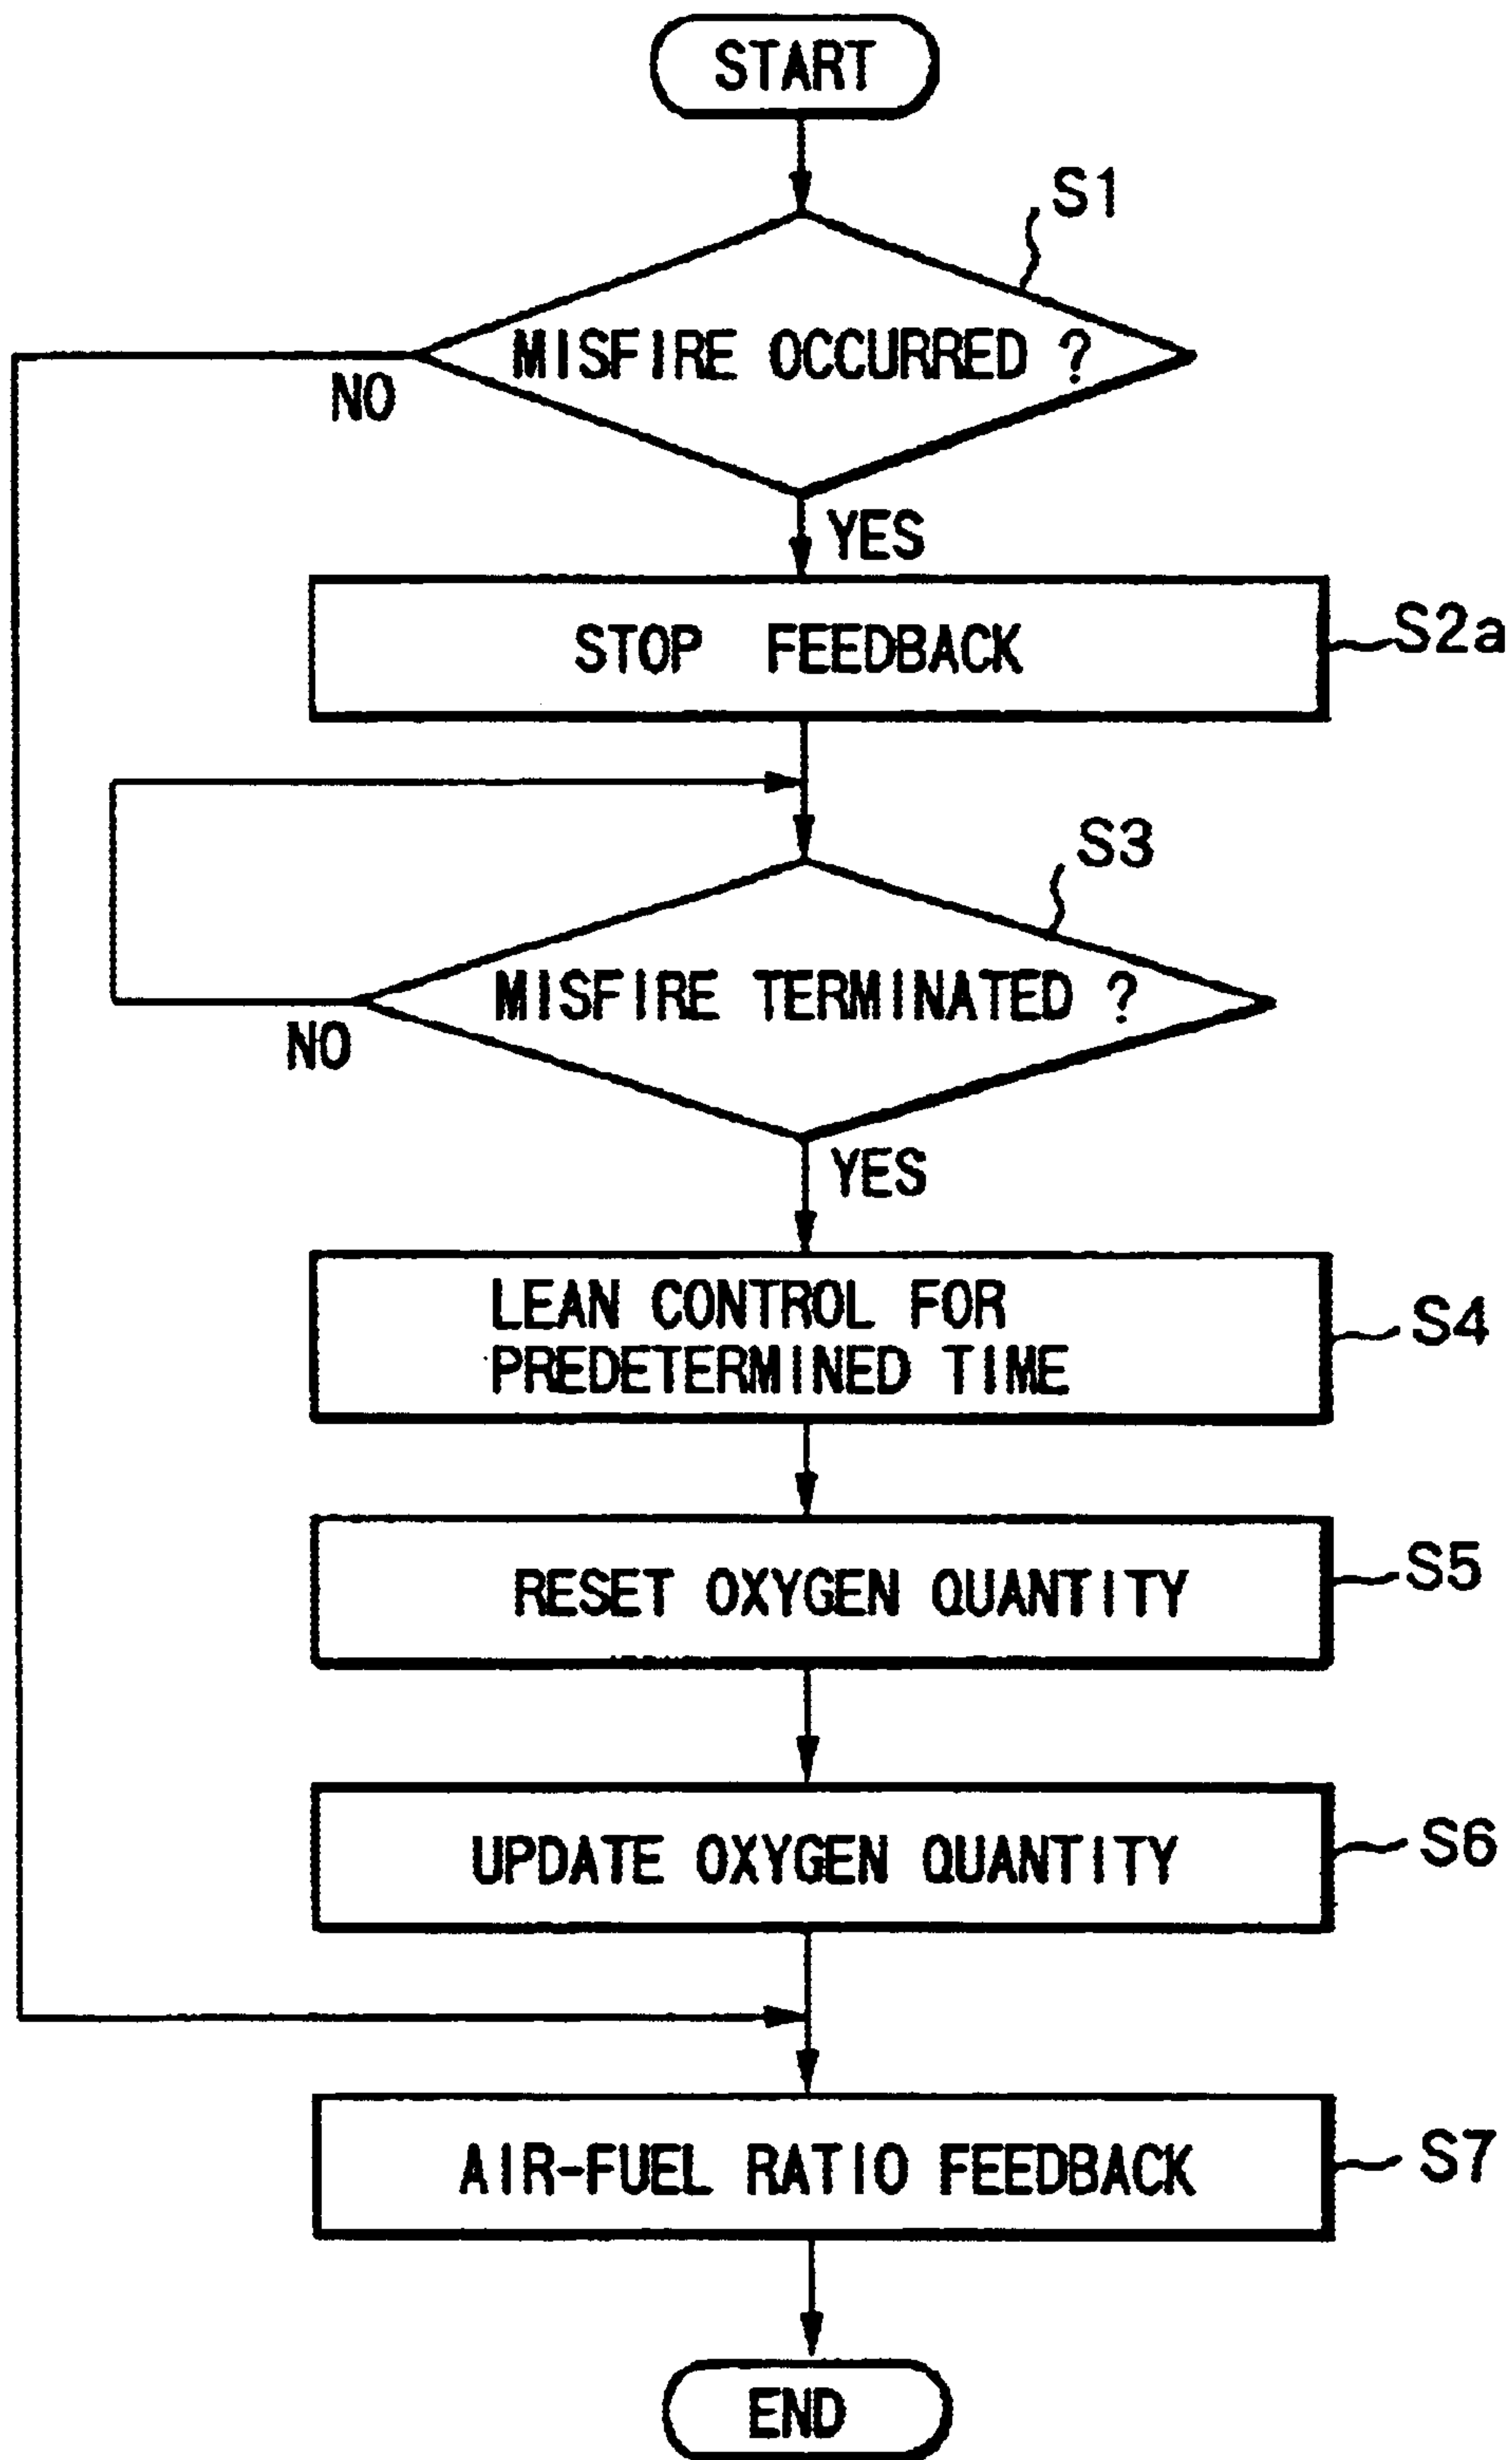 START
S1
MISFIRE OCCURRED ?
NO
YES
STOP FEEDBACK
S2a
S3
MISFIRE TERMINATED ?
NO
YES
LEAN CONTROL FOR
PREDETERMINED TIME
S4
RESET OXYGEN QUANTITY
S5
UPDATE OXYGEN QUANTITY
S6
AIR-FUEL RATIO FEEDBACK
S7
END